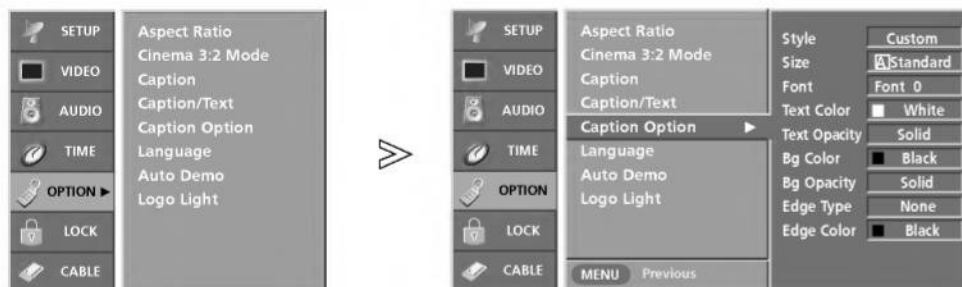 SETUP
VIDEO
AUDIO
TIME
OPTION
LOCK
CABLE
Aspect Ratio
Cinema 3:2 Mode
Caption
Caption/Text
Caption Option
Language
Auto Demo
Logo Light
SETUP
VIDEO
AUDIO
TIME
OPTION
LOCK
CABLE
Aspect Ratio
Cinema 3:2 Mode
Caption
Caption/Text
Caption Option
Language
Auto Demo
Logo Light
MENU Previous
Style Custom
Size A Standard
Font Font 0
Text Color White
Text Opacity Solid
Bg Color Black
Bg Opacity Solid
Edge Type None
Edge Color Black